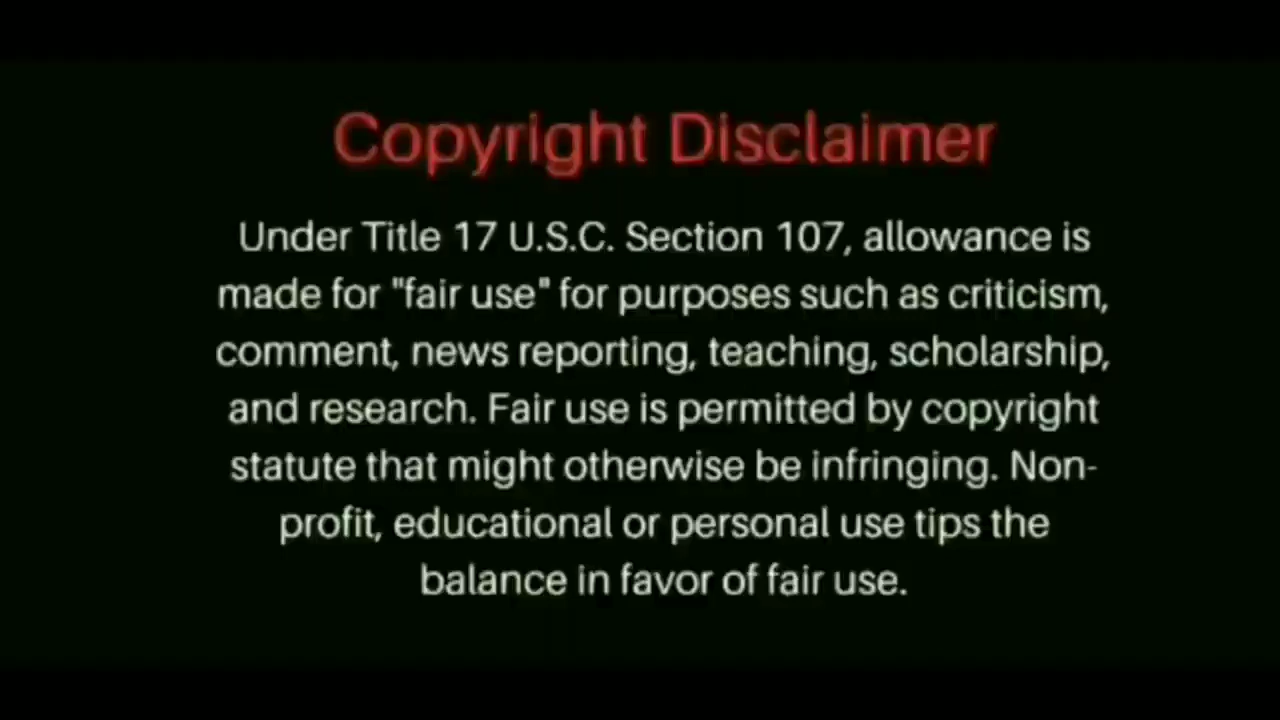 Copyright Disclaimer
Under Title 17 U.S.C. Section 107, allowance is
made for "fair use" for purposes such as criticism,
comment, news reporting, teaching, scholarship,
and research. Fair use is permitted by copyright
statute that might otherwise be infringing. Non-
profit, educational or personal use tips the
balance in favor of fair use.